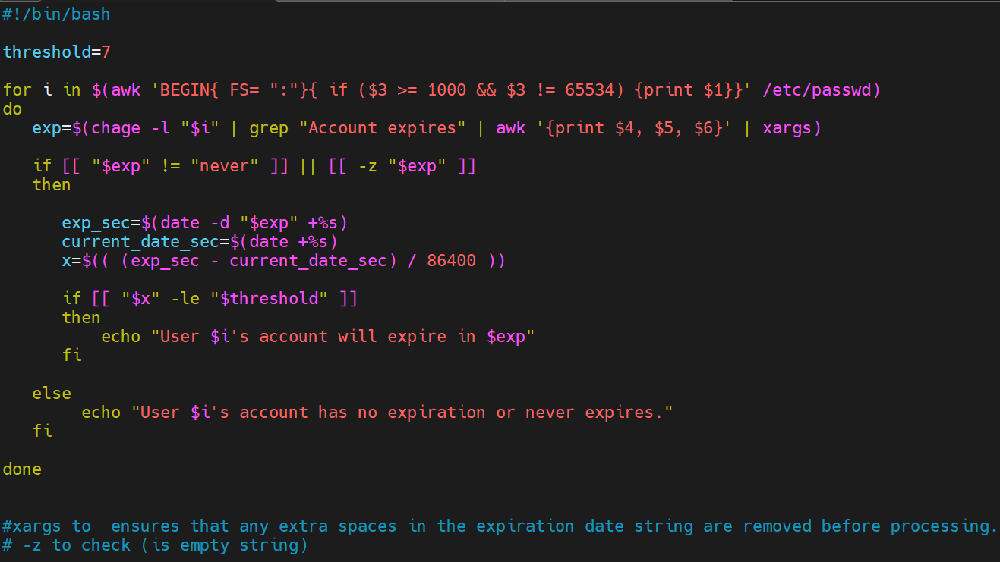 #!/bin/bash
threshold=7
for i in $(awk 'BEGIN{ FS= ":"}{ if ($3 >= 1000 && $3 != 65534) {print $1}}' /etc/passwd)
do
exp=$(chage -l "$i" | grep "Account expires" | awk '{print $4, $5, $6}' | xargs)
if [[ "$exp" != "never" ]] || [[ -z "$exp" ]]
then
exp_sec=$(date -d "$exp" +%s)
current_date_sec=$(date +%s)
x=$(( (exp_sec - current_date_sec) / 86400 ))
if [[ "$x" -le "$threshold" ]]
then
echo "User $i's account will expire in $exp"
fi
else
echo "User $i's account has no expiration or never expires."
fi
done
#xargs to  ensures that any extra spaces in the expiration date string are removed before processing.
# -z to check (is empty string)